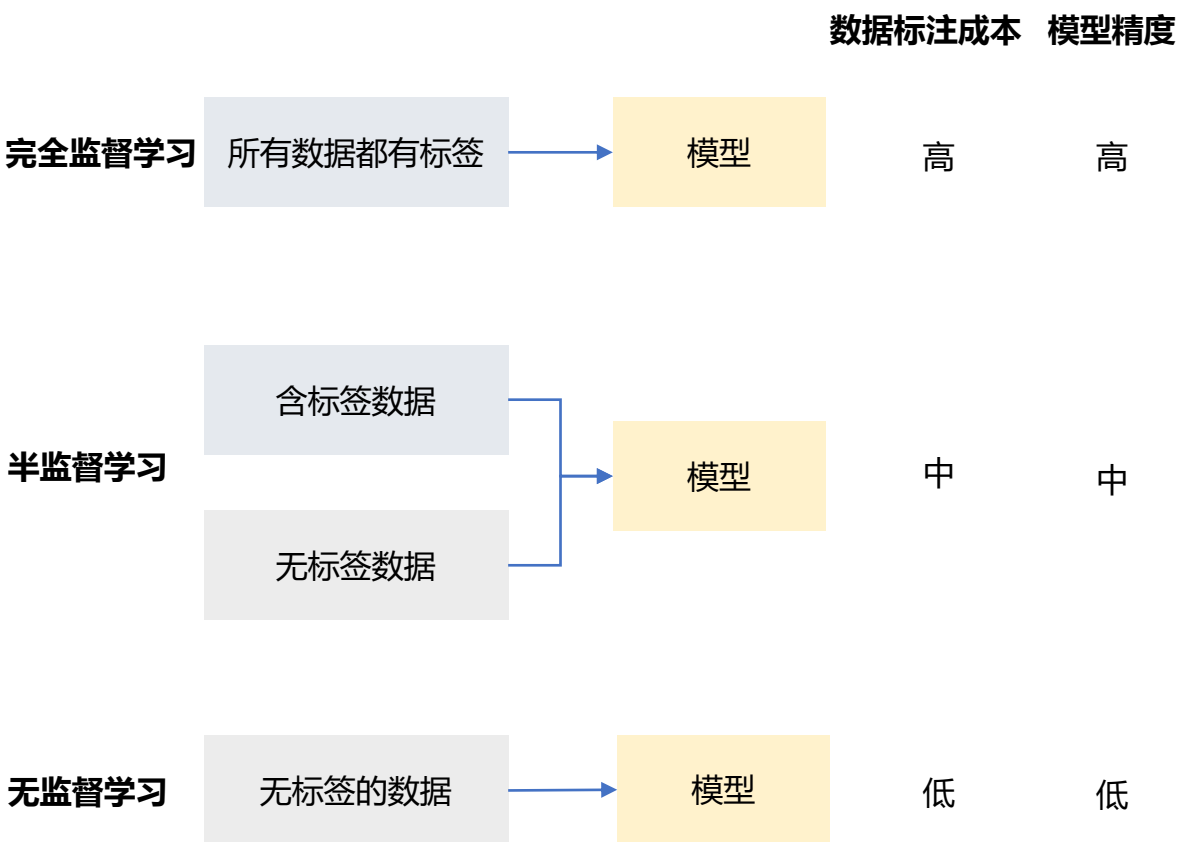 数据标注成本 模型精度
完全监督学习 所有数据都有标签 模型 高 高
含标签数据
半监督学习 模型 中 中
无标签数据
无监督学习 无标签的数据 模型 低 低